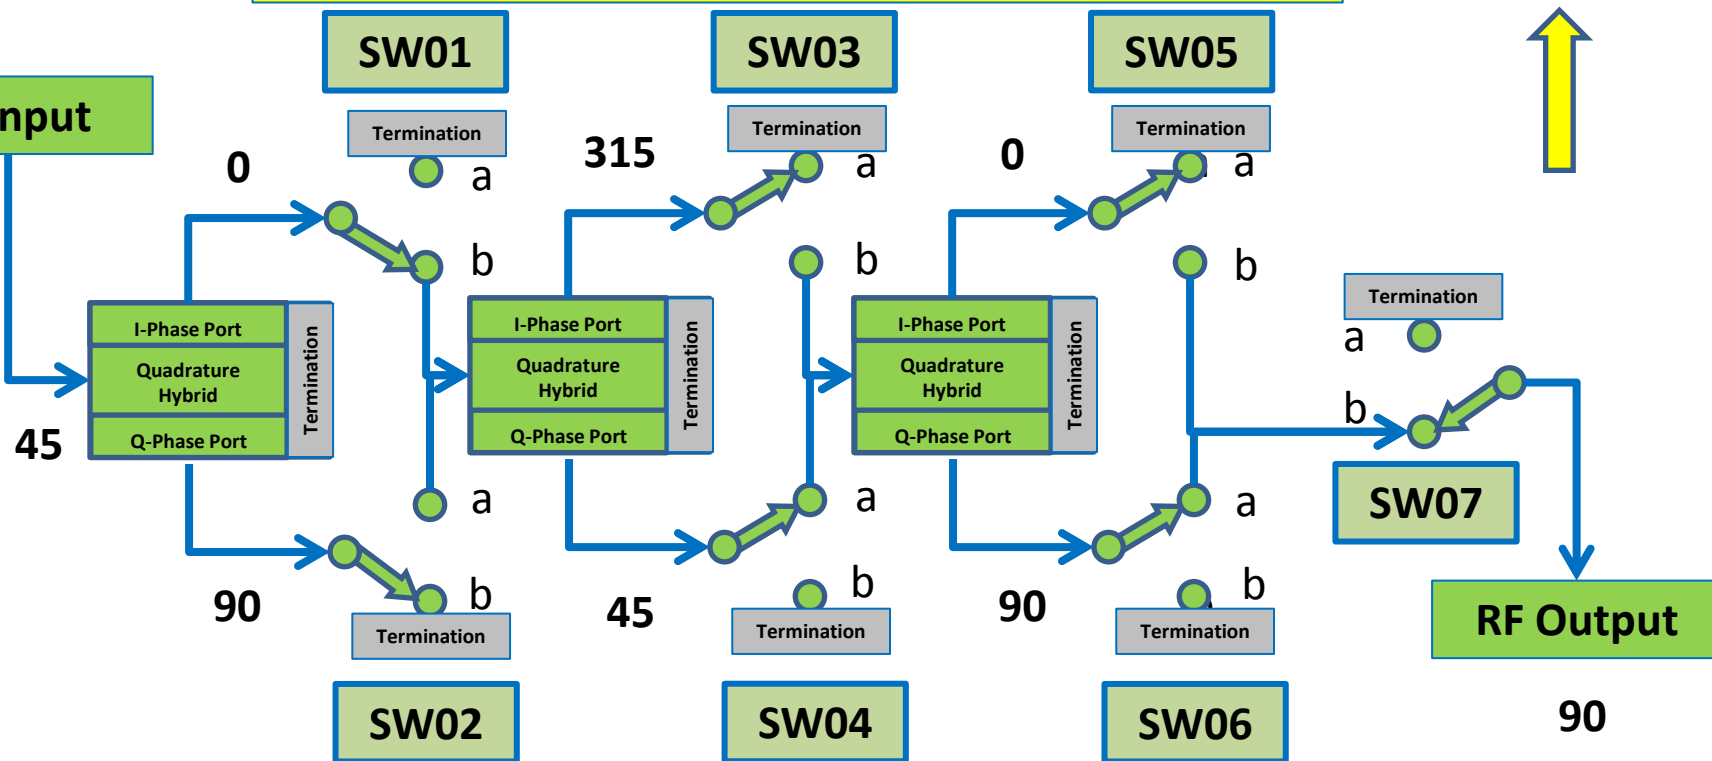 SW01
SW03
SW05
nput
Termination
Termination
Termination
0
315
0
a
a
a
b
b
b
Termination
I-Phase Port
Quadrature
Hybrid
Q-Phase Port
Termination
I-Phase Port
Quadrature
Hybrid
Q-Phase Port
Termination
I-Phase Port
Quadrature
Hybrid
Q-Phase Port
Termination
a
b
45
SW07
a
a
a
b
b
b
90
45
90
Termination
Termination
Termination
RF Output
SW02
SW04
SW06
90